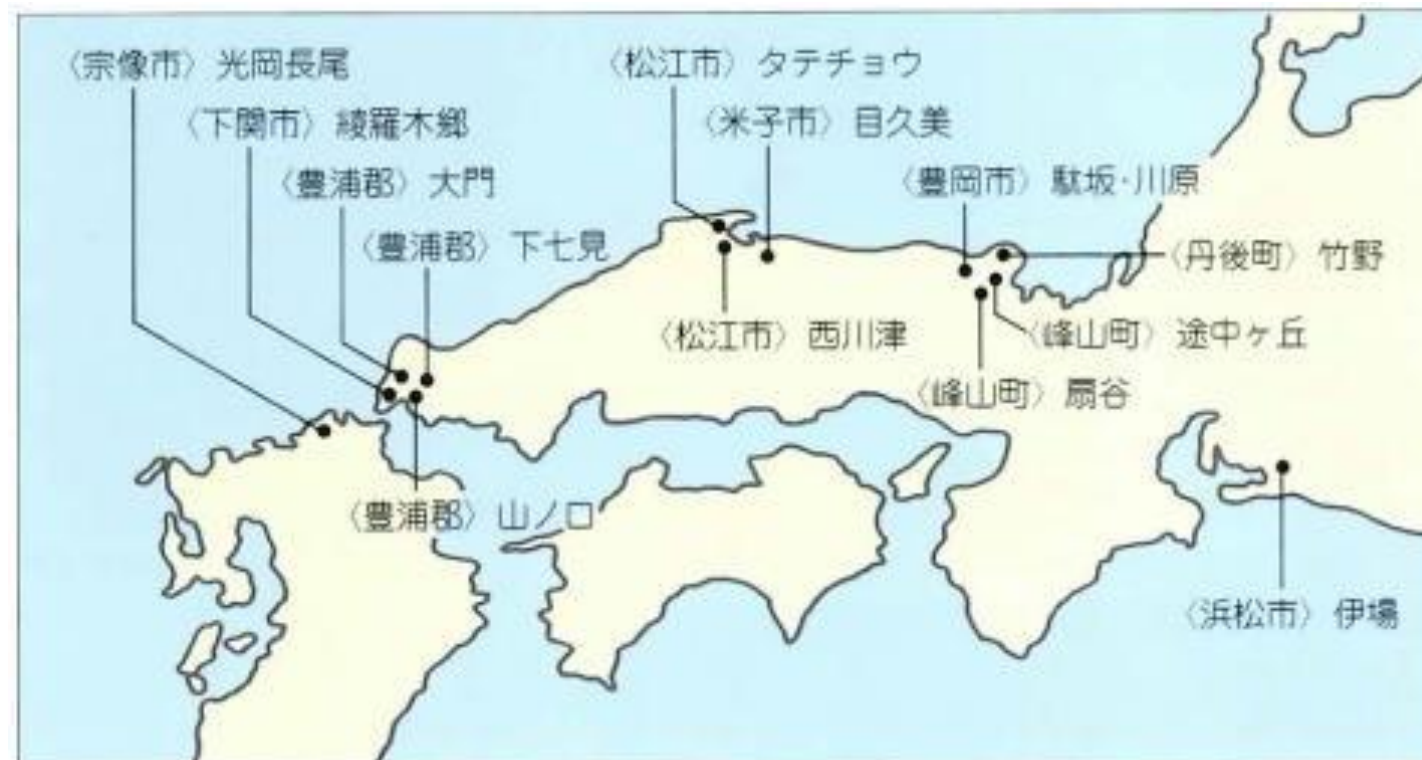 〈宗像市〉光岡長尾
〈松江市〉タテチョウ
〈下関市〉綾羅木郷
〈米子市〉目久美
〈豊浦郡〉大門
〈豊岡市〉駄坂・川原
〈豊浦郡〉下七見
〈丹後町〉竹野
〈松江市〉西川津
〈峰山町〉途中ヶ丘
〈峰山町〉扇谷
〈豊浦郡〉山ノ口
〈浜松市〉伊場